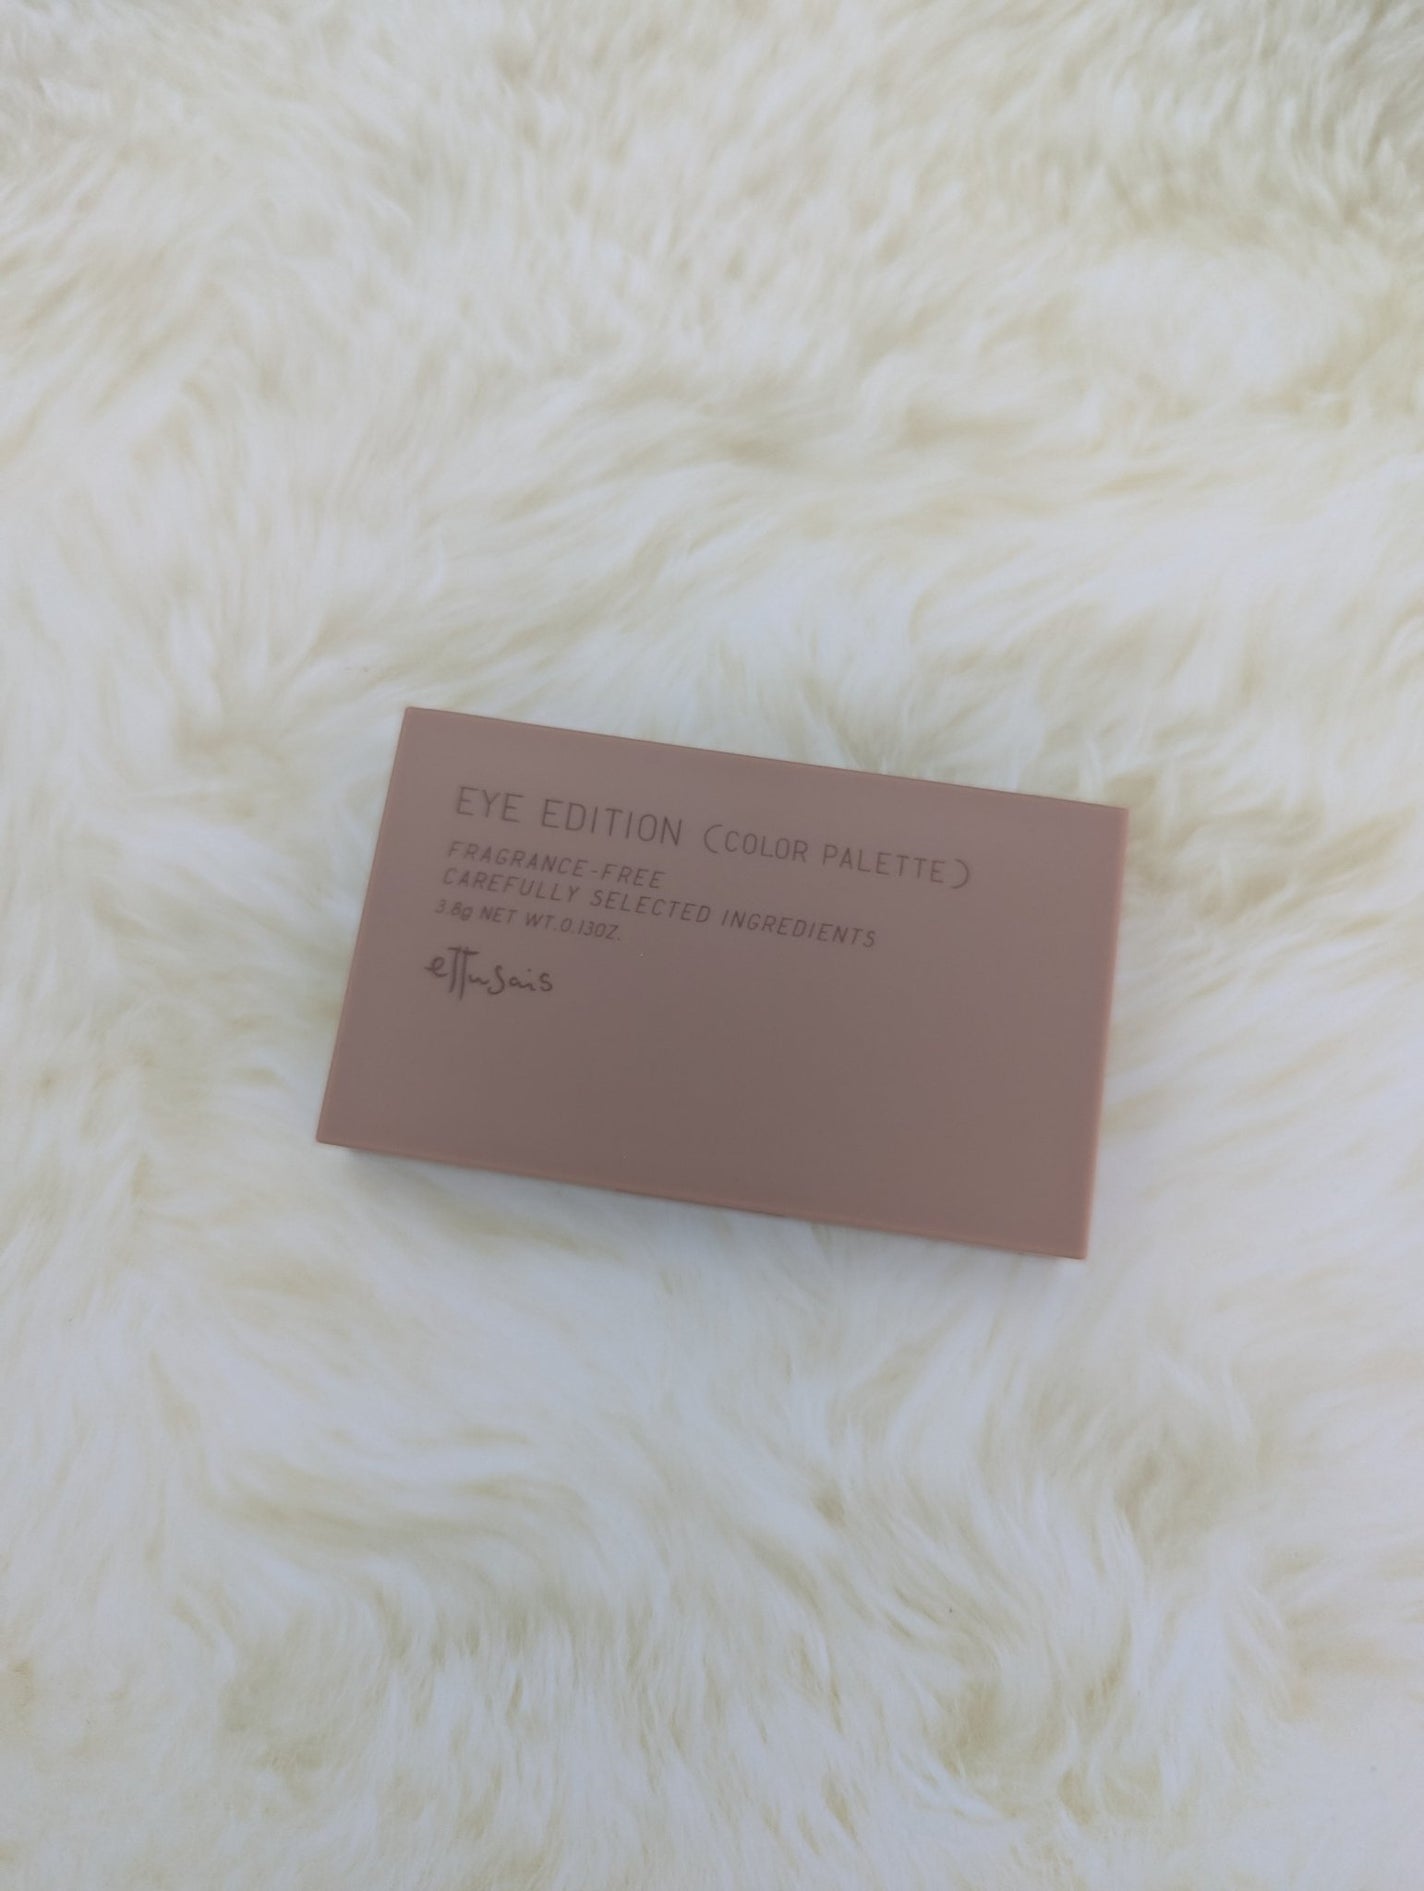 EYE EDITION (COLOR PALETTE)
FRAGRANCE-FREE
CAREFULLY SELECTED INGREDIENTS
3.8g NET WT.0.13OZ.
ettusais